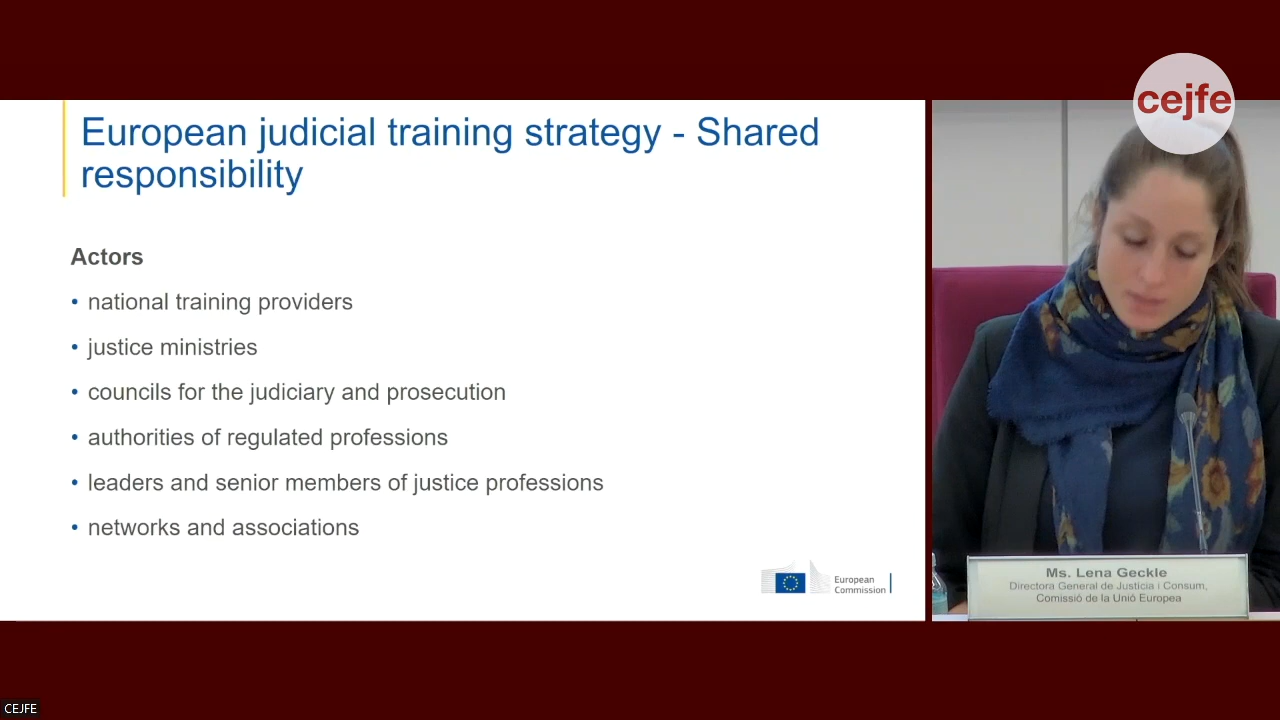 cejfe
European judicial training strategy - Shared
responsibility
Actors
• national training providers
• justice ministries
• councils for the judiciary and prosecution
• authorities of regulated professions
• leaders and senior members of justice professions
• networks and associations
European
Commission
Ms. Lena Geckle
Directora General de Justícia i Consum,
Comissió de la Unió Europea
CEJFE